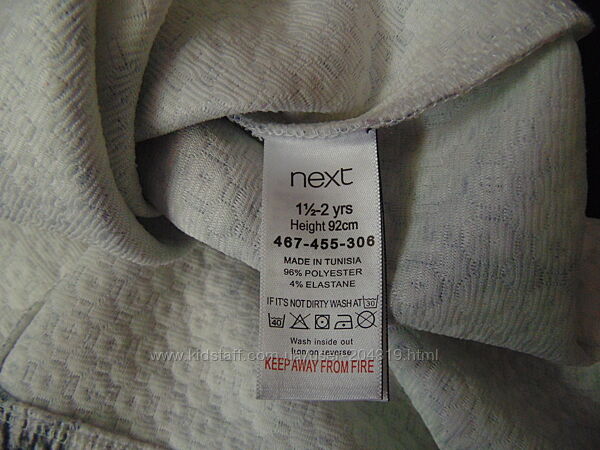 next
1½-2 yrs
Height 92cm
467-455-306
MADE IN TUNISIA
96% POLYESTER
4% ELASTANE
IF IT'S NOT DIRTY WASH AT 30
40
Wash inside out
Iron on reverse
KEEP AWAY FROM FIRE